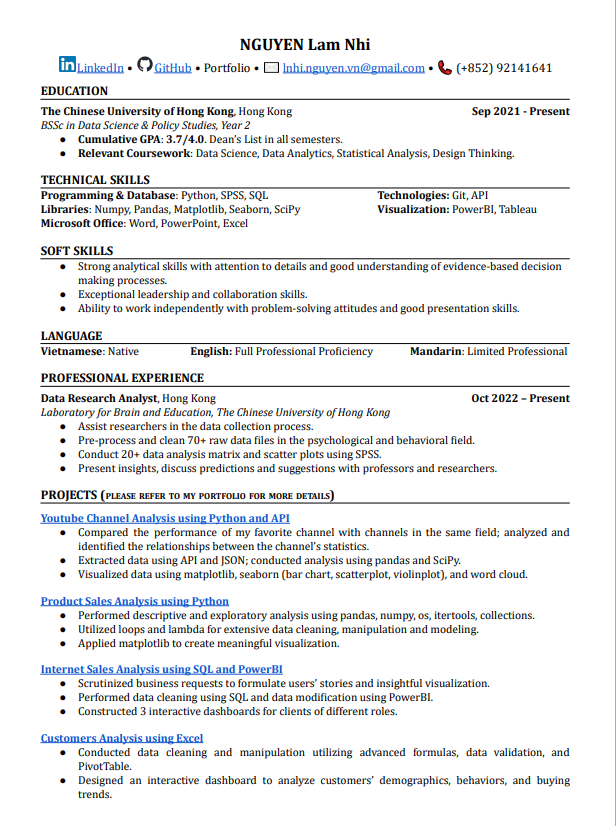 NGUYEN Lam Nhi
LinkedIn • GitHub • Portfolio • lnhi.nguyen.vn@gmail.com • (+852) 92141641
EDUCATION
The Chinese University of Hong Kong, Hong Kong Sep 2021 - Present
BSSc in Data Science & Policy Studies, Year 2
● Cumulative GPA: 3.7/4.0. Dean's List in all semesters.
● Relevant Coursework: Data Science, Data Analytics, Statistical Analysis, Design Thinking.
TECHNICAL SKILLS
Programming & Database: Python, SPSS, SQL Technologies: Git, API
Libraries: Numpy, Pandas, Matplotlib, Seaborn, SciPy Visualization: PowerBI, Tableau
Microsoft Office: Word, PowerPoint, Excel
SOFT SKILLS
● Strong analytical skills with attention to details and good understanding of evidence-based decision
making processes.
● Exceptional leadership and collaboration skills.
● Ability to work independently with problem-solving attitudes and good presentation skills.
LANGUAGE
Vietnamese: Native English: Full Professional Proficiency Mandarin: Limited Professional
PROFESSIONAL EXPERIENCE
Data Research Analyst, Hong Kong Oct 2022 – Present
Laboratory for Brain and Education, The Chinese University of Hong Kong
● Assist researchers in the data collection process.
● Pre-process and clean 70+ raw data files in the psychological and behavioral field.
● Conduct 20+ data analysis matrix and scatter plots using SPSS.
● Present insights, discuss predictions and suggestions with professors and researchers.
PROJECTS (PLEASE REFER TO MY PORTFOLIO FOR MORE DETAILS)
Youtube Channel Analysis using Python and API
● Compared the performance of my favorite channel with channels in the same field; analyzed and
identified the relationships between the channel's statistics.
● Extracted data using API and JSON; conducted analysis using pandas and SciPy.
● Visualized data using matplotlib, seaborn (bar chart, scatterplot, violinplot), and word cloud.
Product Sales Analysis using Python
● Performed descriptive and exploratory analysis using pandas, numpy, os, itertools, collections.
● Utilized loops and lambda for extensive data cleaning, manipulation and modeling.
● Applied matplotlib to create meaningful visualization.
Internet Sales Analysis using SQL and PowerBI
● Scrutinized business requests to formulate users' stories and insightful visualization.
● Performed data cleaning using SQL and data modification using PowerBI.
● Constructed 3 interactive dashboards for clients of different roles.
Customers Analysis using Excel
● Conducted data cleaning and manipulation utilizing advanced formulas, data validation, and
PivotTable.
● Designed an interactive dashboard to analyze customers' demographics, behaviors, and buying
trends.